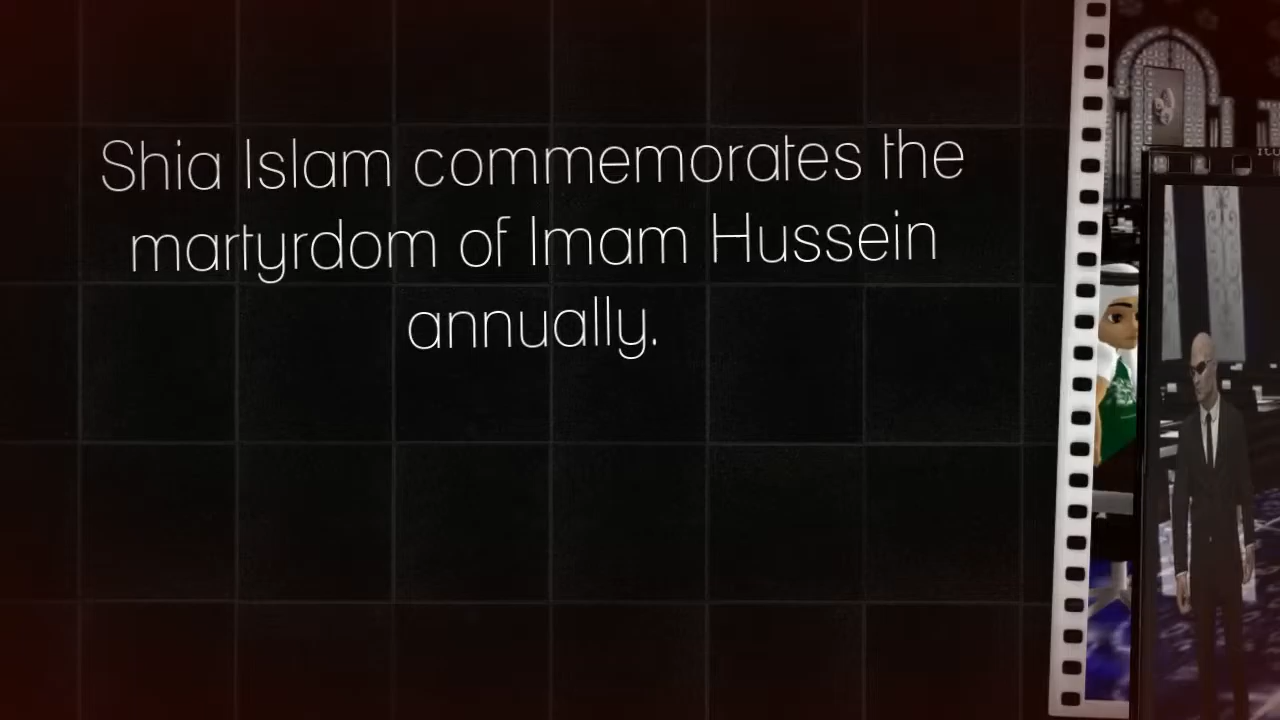 Shia Islam commemorates the
martyrdom of Imam Hussein
annually.